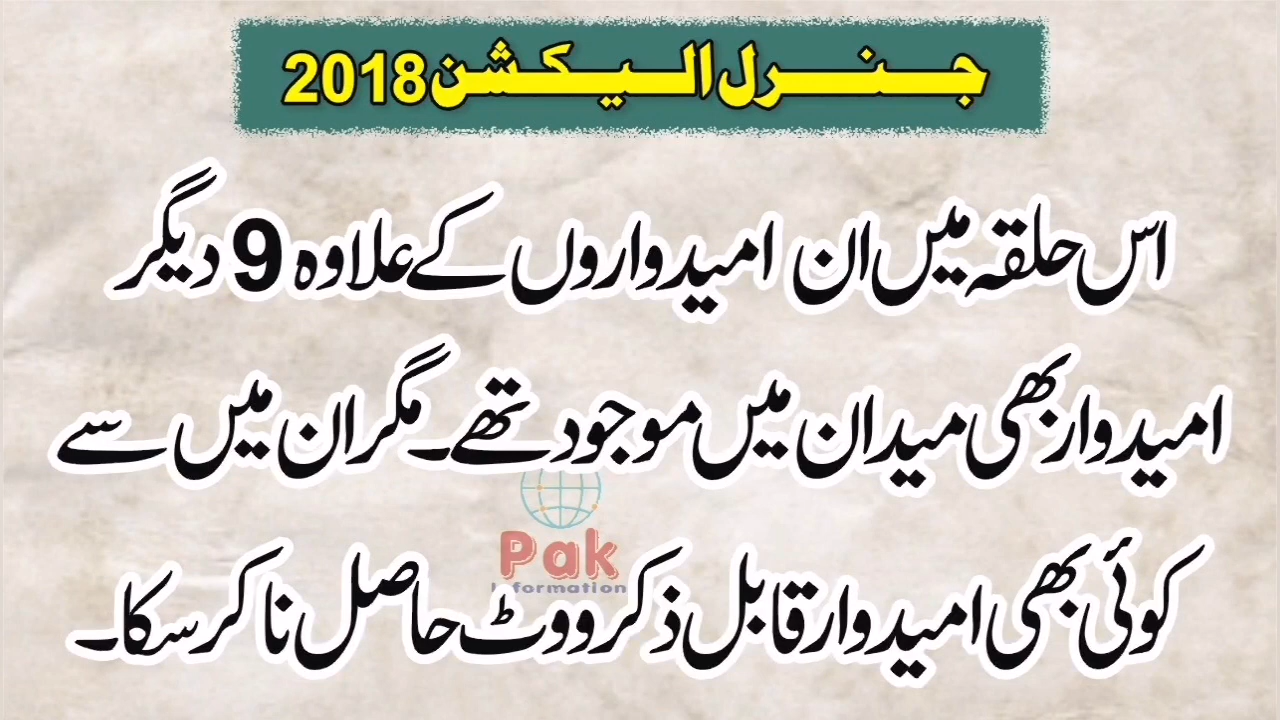 جنرل الیکشن 2018
اس حلقہ میں ان امیدواروں کے علاوہ 9 دیگر
امیدوار بھی میدان میں موجود تھے۔ مگر ان میں سے
کوئی بھی امیدوار قابل ذکر ووٹ حاصل نا کر سکا۔
Pak
Information